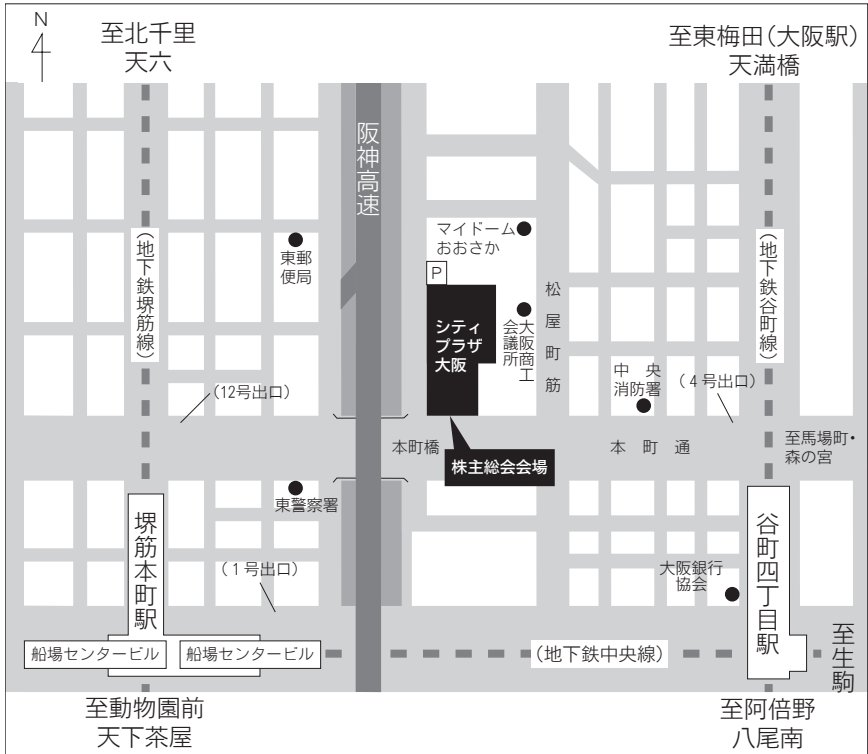 N
至北千里
天六
至東梅田（大阪駅）
天満橋
阪神高速
（地下鉄堺筋線）
（地下鉄谷町線）
マイドーム
おおさか
東郵
便局
P
シティ
プラザ
大阪
大阪商工
会議所
松屋町筋
中央
消防署
（4号出口）
（12号出口）
本町橋
株主総会会場
本町通
至馬場町・
森の宮
東警察署
堺筋本町駅
谷町四丁目駅
（1号出口）
大阪銀行
協会
船場センタービル
船場センタービル
（地下鉄中央線）
至生駒
至動物園前
天下茶屋
至阿倍野
八尾南